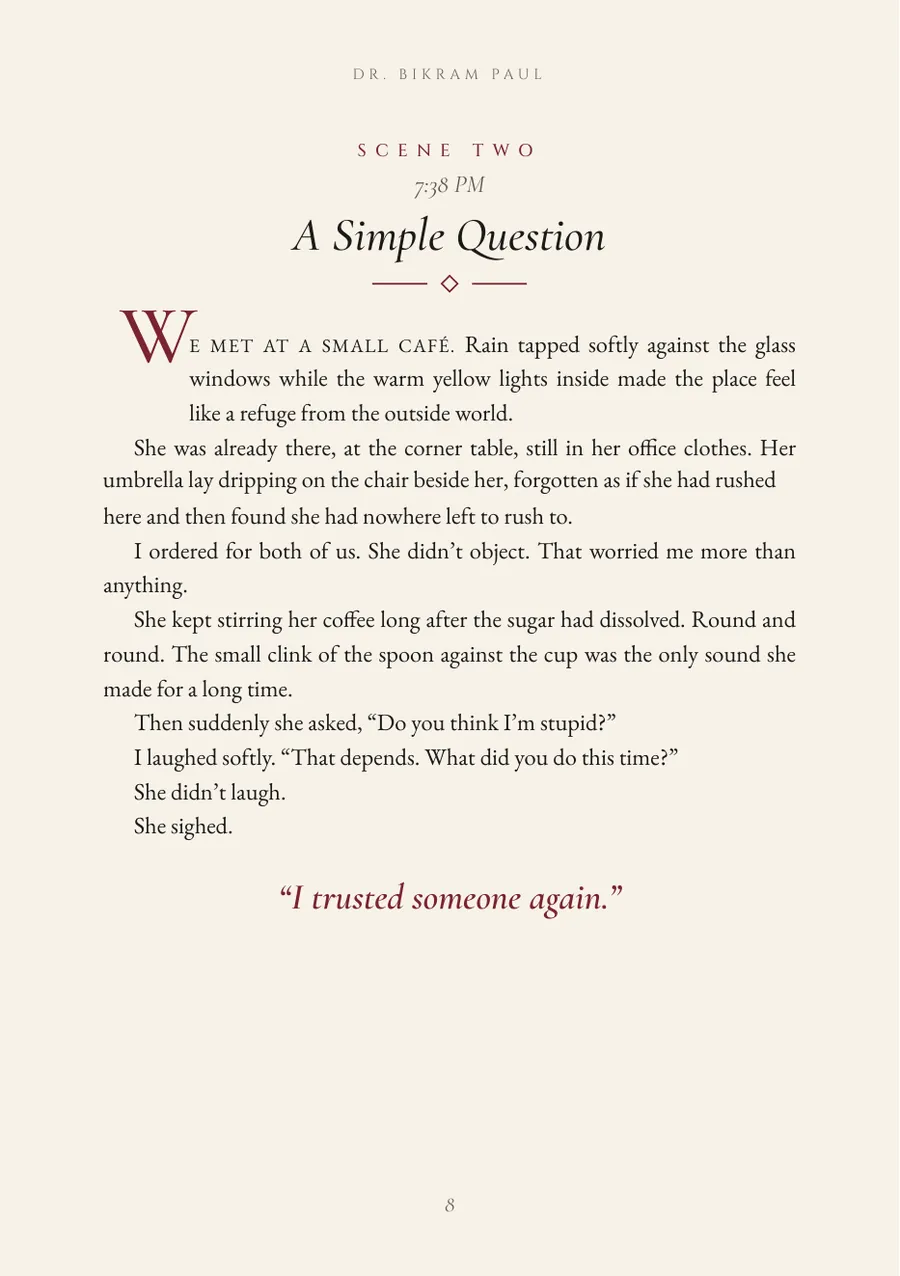 DR. BIKRAM PAUL
SCENE TWO
7:38 PM
A Simple Question
WE MET AT A SMALL CAFÉ. Rain tapped softly against the glass
windows while the warm yellow lights inside made the place feel
like a refuge from the outside world.
She was already there, at the corner table, still in her office clothes. Her
umbrella lay dripping on the chair beside her, forgotten as if she had rushed
here and then found she had nowhere left to rush to.
I ordered for both of us. She didn’t object. That worried me more than
anything.
She kept stirring her coffee long after the sugar had dissolved. Round and
round. The small clink of the spoon against the cup was the only sound she
made for a long time.
Then suddenly she asked, “Do you think I’m stupid?”
I laughed softly. “That depends. What did you do this time?”
She didn’t laugh.
She sighed.
“I trusted someone again.”
8